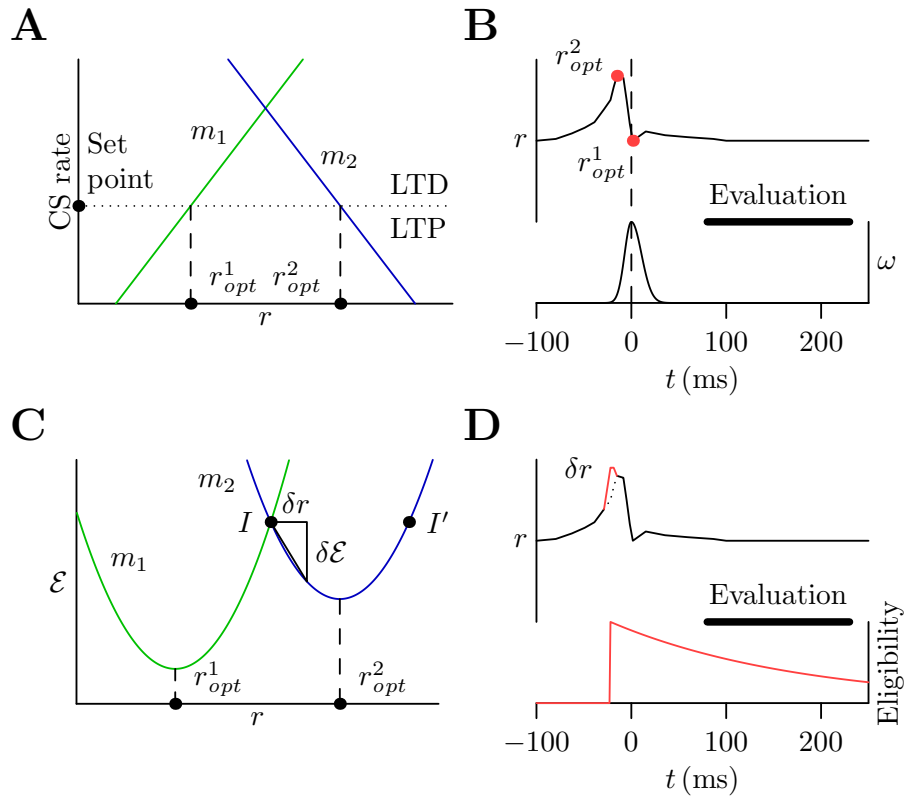 A
CS rate
Set
point
m₁
m₂
LTD
LTP
r¹ₒₚₜ r²ₒₚₜ
r
B
r²ₒₚₜ
r
r¹ₒₚₜ
Evaluation
ω
−100 0 100 200
t (ms)
C
m₂
δr
I
I′
m₁
δℰ
ℰ
r¹ₒₚₜ r²ₒₚₜ
r
D
δr
r
Evaluation
Eligibility
−100 0 100 200
t (ms)